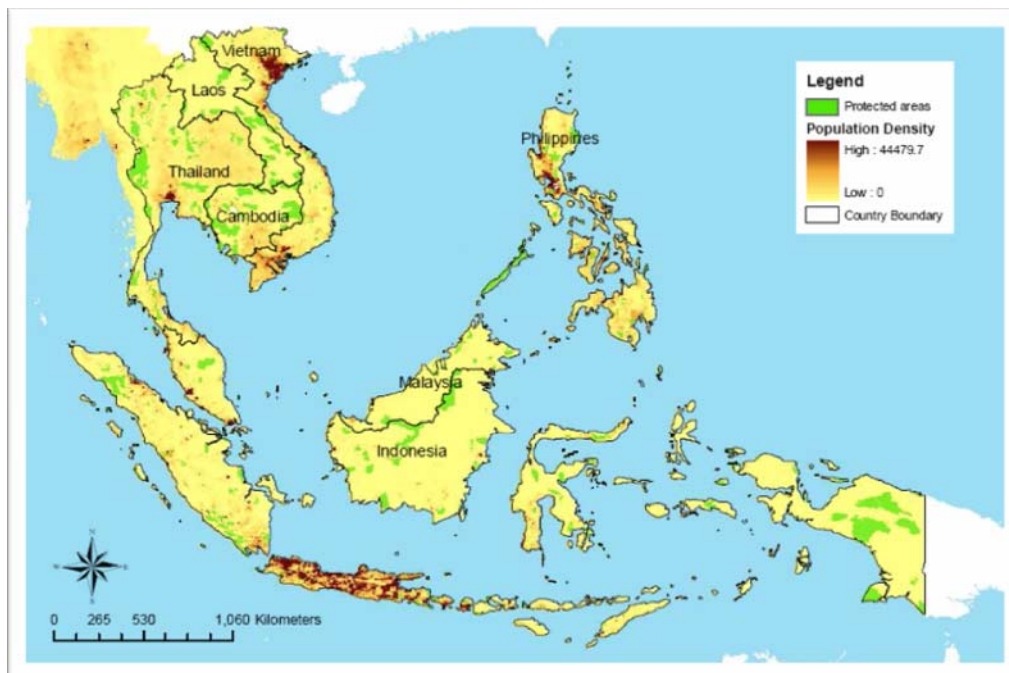 Vietnam
Laos
Thailand
Cambodia
Philippines
Malaysia
Indonesia
Legend
Protected areas
Population Density
High : 44479.7
Low : 0
Country Boundary
N
0 265 530 1,060 Kilometers